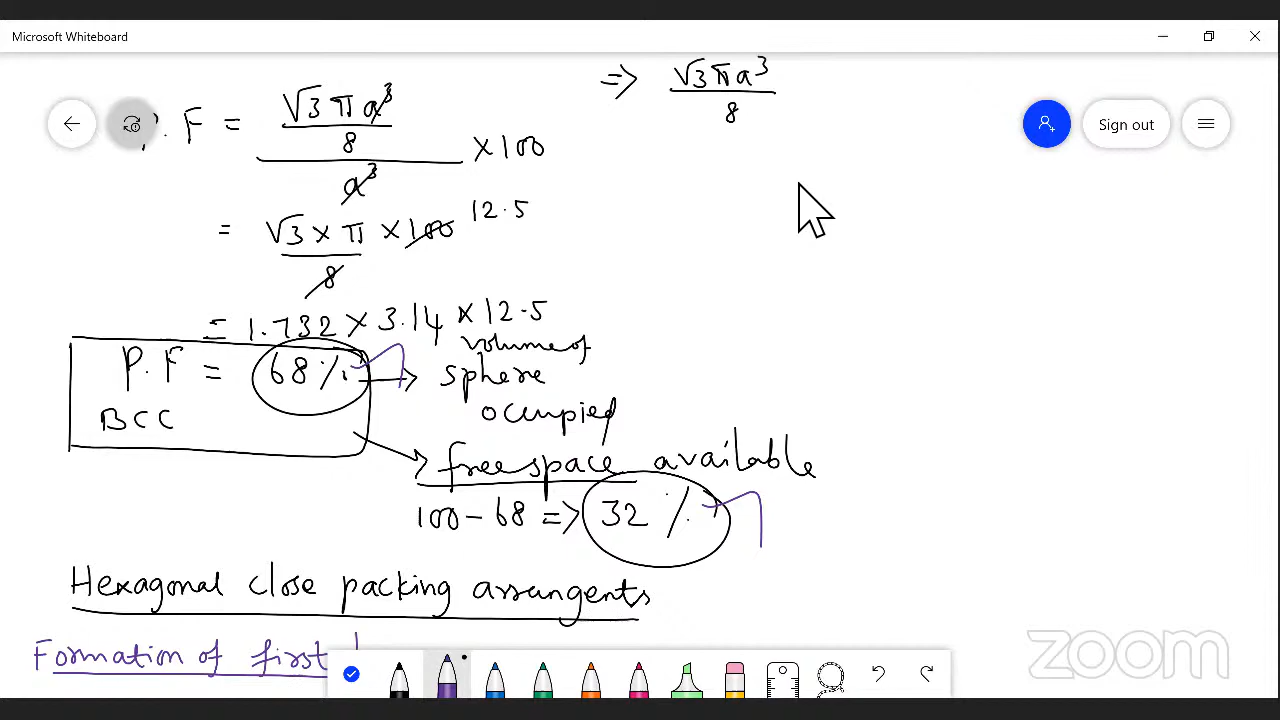 Microsoft Whiteboard
=> √3πa³/8
P.F = (√3 π a³/8)/a³ × 100
= √3 × π/8 × 100 12.5
= 1.732 × 3.14 × 12.5
P.F = 68% → volume of
sphere
occupied
BCC
→ free space available
100 - 68 => 32 %
Hexagonal close packing arrangents
Formation of first
Sign out
zoom